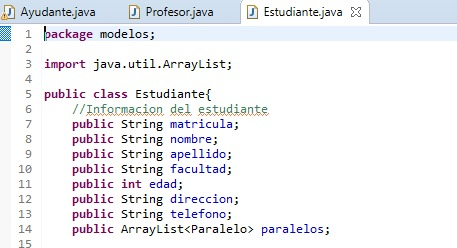 Ayudante.java Profesor.java Estudiante.java
1 package modelos;
2
3 import java.util.ArrayList;
4
5 public class Estudiante{
6 //Informacion del estudiante
7 public String matricula;
8 public String nombre;
9 public String apellido;
10 public String facultad;
11 public int edad;
12 public String direccion;
13 public String telefono;
14 public ArrayList<Paralelo> paralelos;
15